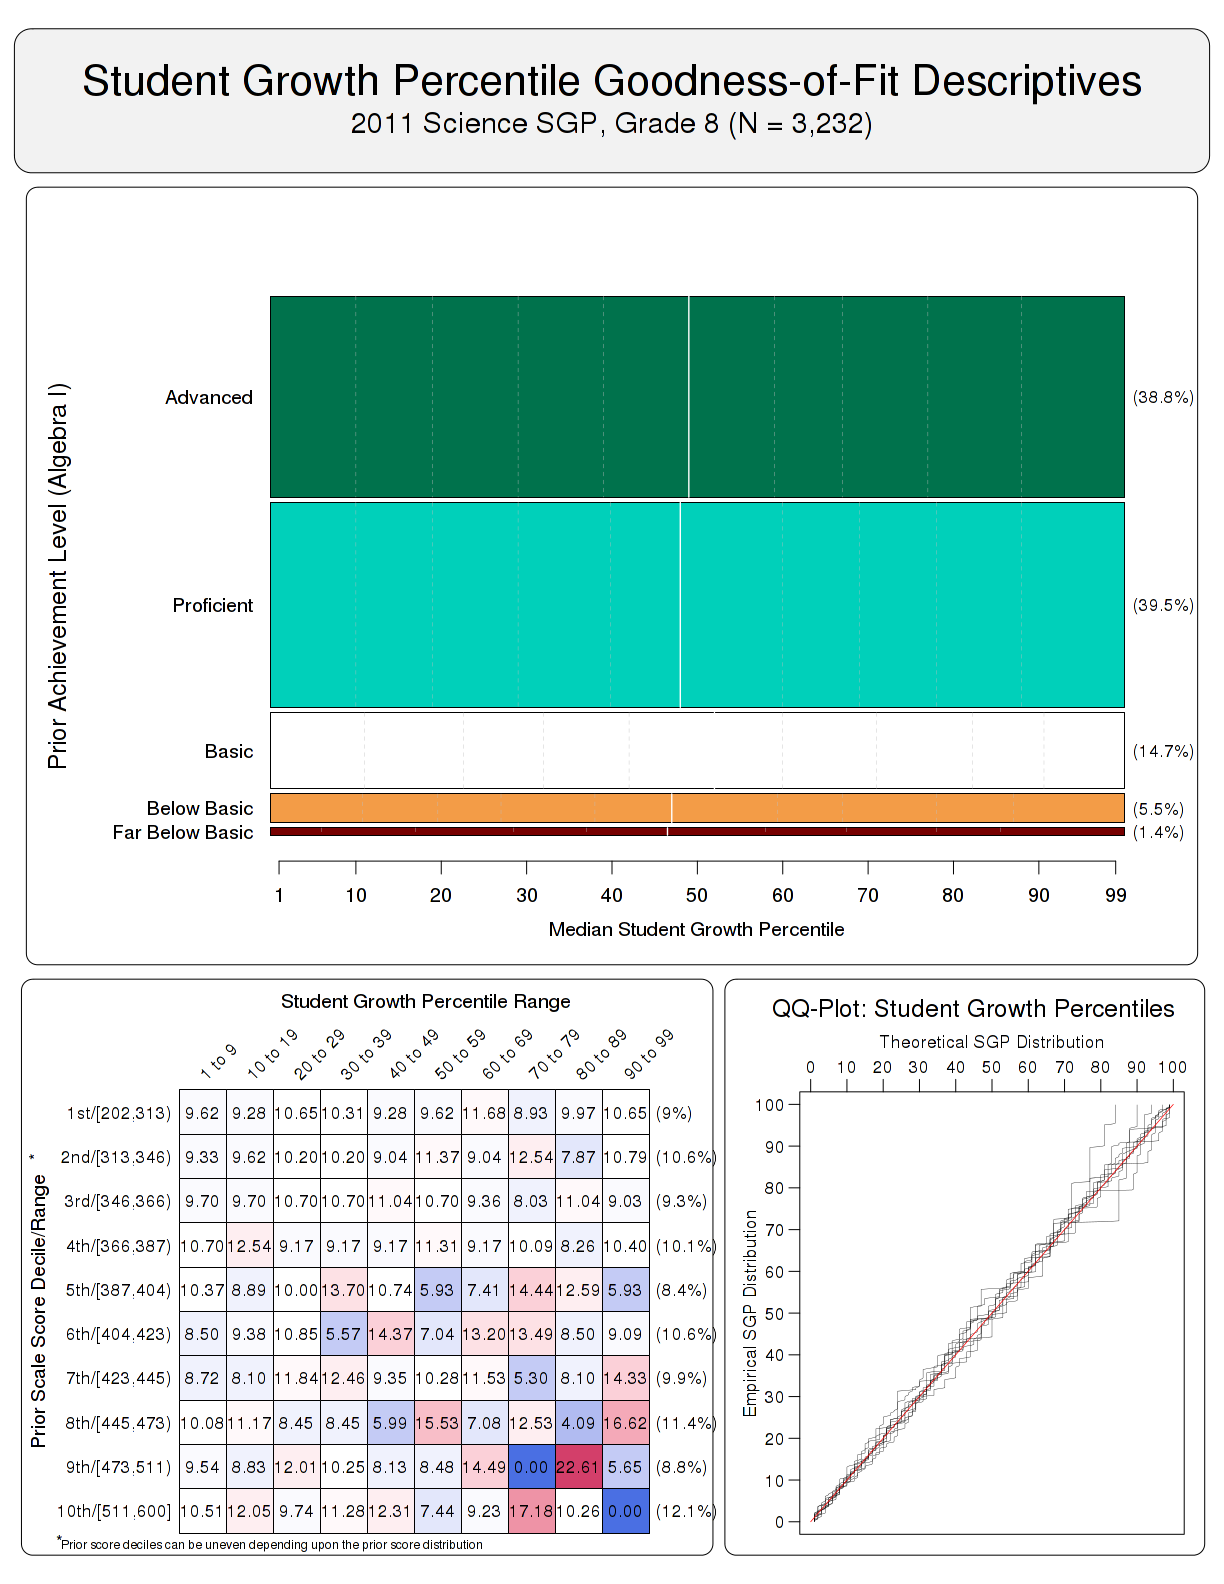 Student Growth Percentile Goodness-of-Fit Descriptives
2011 Science SGP, Grade 8 (N = 3,232)
Prior Achievement Level (Algebra I)
Advanced (38.8%)
Proficient (39.5%)
Basic (14.7%)
Below Basic (5.5%)
Far Below Basic (1.4%)
1 10 20 30 40 50 60 70 80 90 99
Median Student Growth Percentile
Student Growth Percentile Range
1 to 9 10 to 19 20 to 29 30 to 39 40 to 49 50 to 59 60 to 69 70 to 79 80 to 89 90 to 99
Prior Scale Score Decile/Range *
1st/[202,313) 9.62 9.28 10.65 10.31 9.28 9.62 11.68 8.93 9.97 10.65 (9%)
2nd/[313,346) 9.33 9.62 10.20 10.20 9.04 11.37 9.04 12.54 7.87 10.79 (10.6%)
3rd/[346,366) 9.70 9.70 10.70 10.70 11.04 10.70 9.36 8.03 11.04 9.03 (9.3%)
4th/[366,387) 10.70 12.54 9.17 9.17 9.17 11.31 9.17 10.09 8.26 10.40 (10.1%)
5th/[387,404) 10.37 8.89 10.00 13.70 10.74 5.93 7.41 14.44 12.59 5.93 (8.4%)
6th/[404,423) 8.50 9.38 10.85 5.57 14.37 7.04 13.20 13.49 8.50 9.09 (10.6%)
7th/[423,445) 8.72 8.10 11.84 12.46 9.35 10.28 11.53 5.30 8.10 14.33 (9.9%)
8th/[445,473) 10.08 11.17 8.45 8.45 5.99 15.53 7.08 12.53 4.09 16.62 (11.4%)
9th/[473,511) 9.54 8.83 12.01 10.25 8.13 8.48 14.49 0.00 22.61 5.65 (8.8%)
10th/[511,600] 10.51 12.05 9.74 11.28 12.31 7.44 9.23 17.18 10.26 0.00 (12.1%)
*Prior score deciles can be uneven depending upon the prior score distribution
QQ-Plot: Student Growth Percentiles
Theoretical SGP Distribution
0 10 20 30 40 50 60 70 80 90 100
Empirical SGP Distribution
100
90
80
70
60
50
40
30
20
10
0